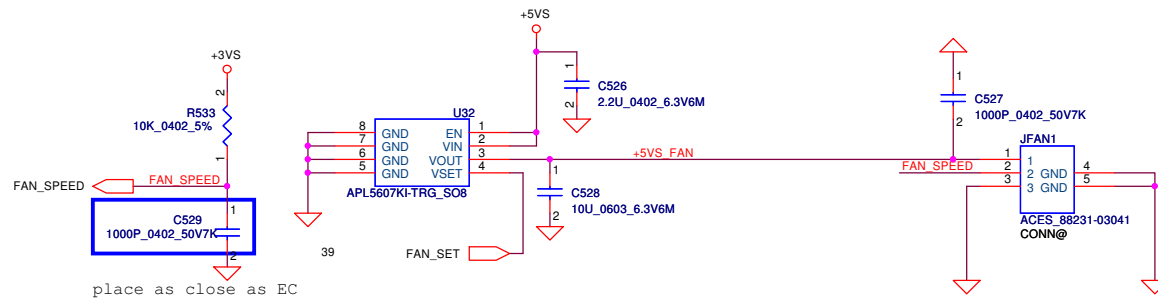 +5VS
+3VS
1
C526
2
2.2U_0402_6.3V6M
2
R533
10K_0402_5%
1
U32
8 GND EN 1
7 GND VIN 2
6 GND VOUT 3
5 GND VSET 4
APL5607KI-TRG_SO8
1
C527
2
1000P_0402_50V7K
JFAN1
+5VS_FAN
1 1
FAN_SPEED 2 2 GND 4
3 3 GND 5
ACES_88231-03041
CONN@
FAN_SPEED FAN_SPEED
1
C528
2
10U_0603_6.3V6M
1
C529
1000P_0402_50V7K
2
39
FAN_SET
place as close as EC